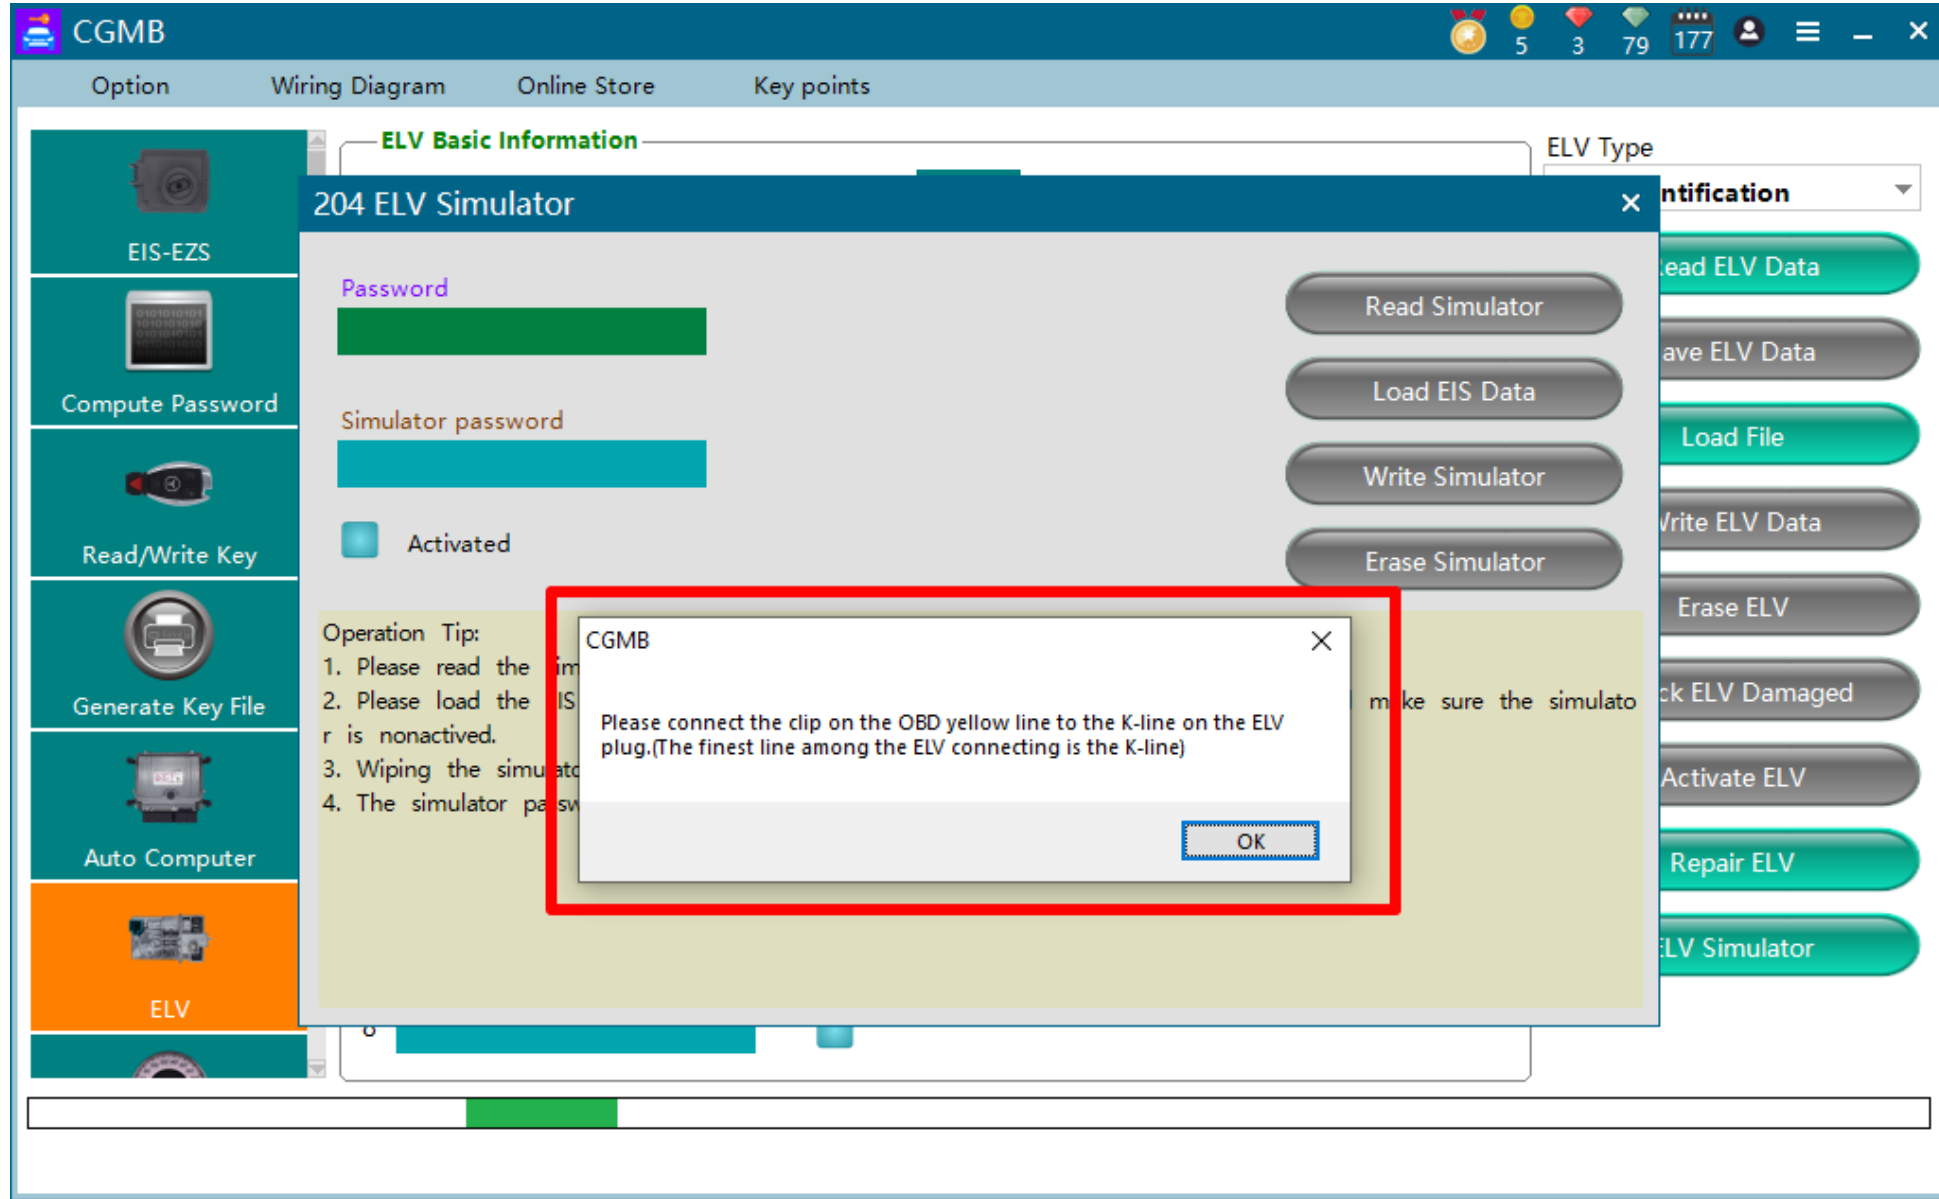 CGMB
5 3 79 177
Option Wiring Diagram Online Store Key points
EIS-EZS
Compute Password
Read/Write Key
Generate Key File
Auto Computer
ELV
ELV Basic Information
ELV Type
ntification
204 ELV Simulator
Password
Simulator password
Activated
Read Simulator
Load EIS Data
Write Simulator
Erase Simulator
Operation Tip:
1. Please read the
2. Please load the IS make sure the simulato
r is nonactived.
3. Wiping the simulato
4. The simulator passw
CGMB
Please connect the clip on the OBD yellow line to the K-line on the ELV
plug.(The finest line among the ELV connecting is the K-line)
OK
ead ELV Data
ave ELV Data
Load File
Write ELV Data
Erase ELV
ck ELV Damaged
Activate ELV
Repair ELV
ELV Simulator